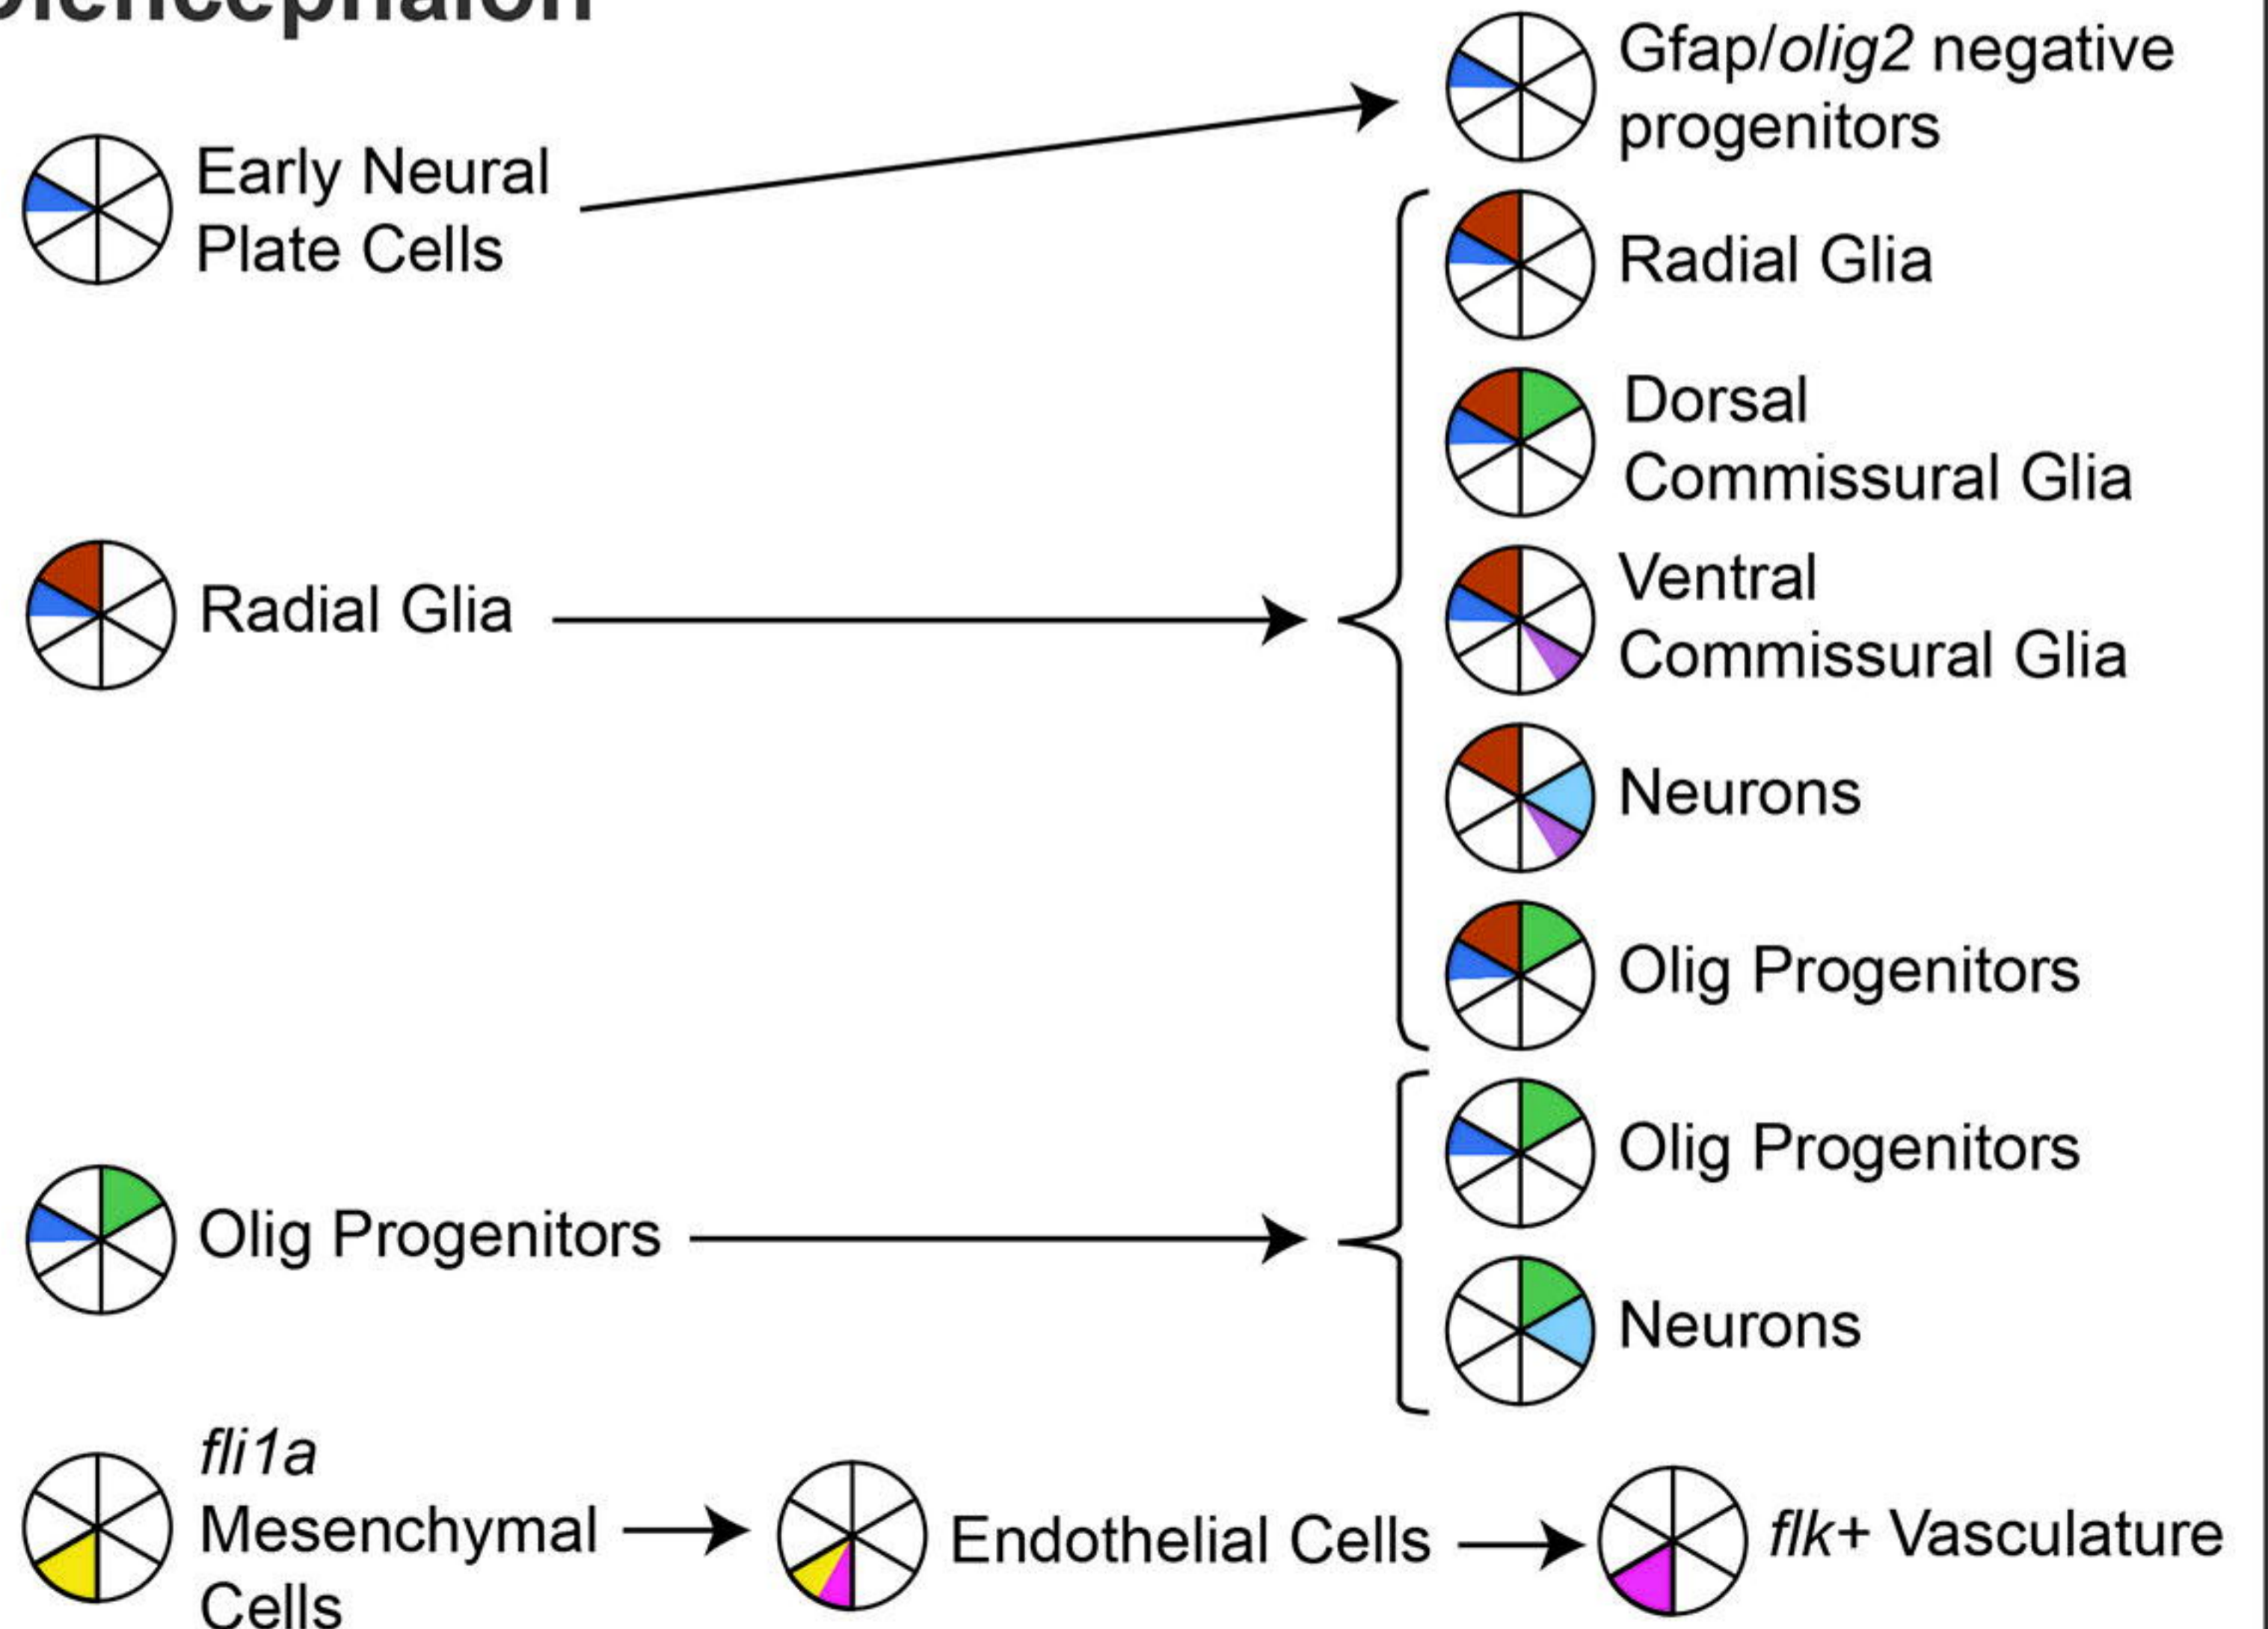 Gfap/olig2 negative
progenitors
Early Neural
Plate Cells
Radial Glia
Dorsal
Commissural Glia
Radial Glia
Ventral
Commissural Glia
Neurons
Olig Progenitors
Olig Progenitors
Olig Progenitors
Neurons
fli1a
Mesenchymal
Cells
Endothelial Cells
flk+ Vasculature